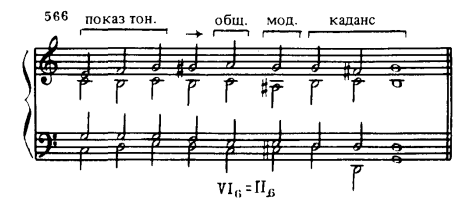 566
показ тон. → общ. мод. каданс
VI₆ = II₆